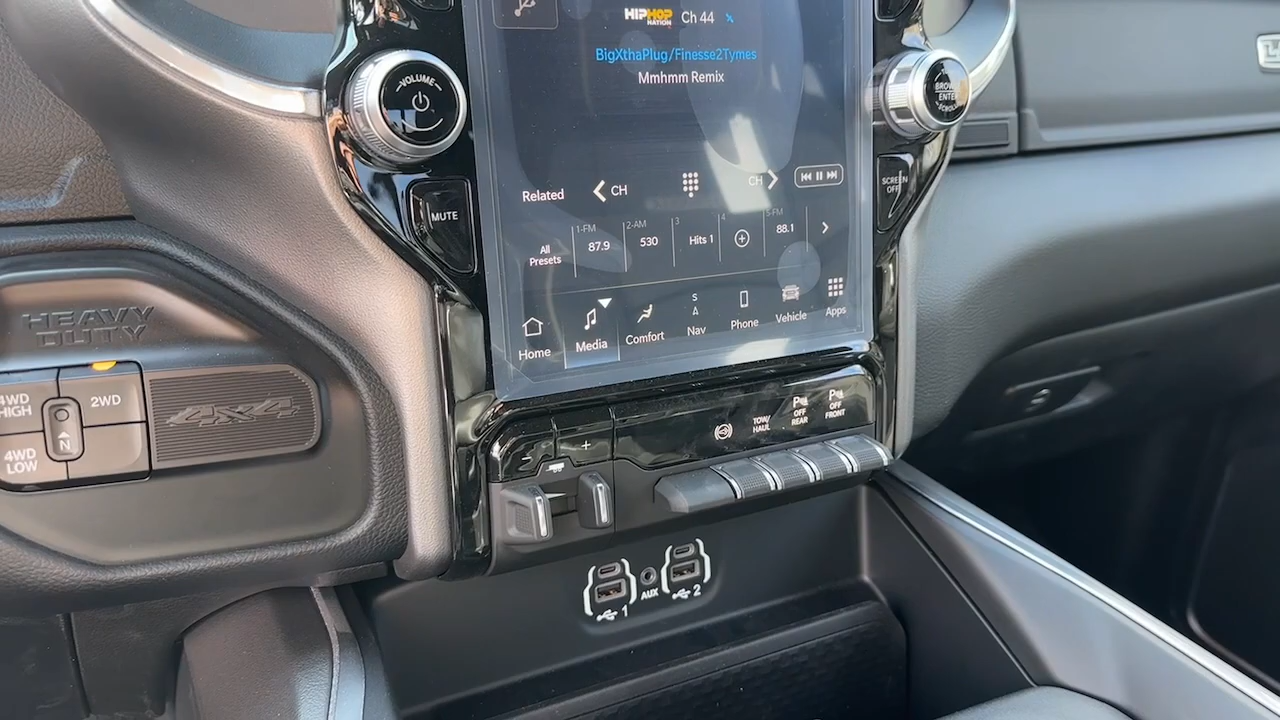 HIPHOP
NATION
Ch 44
BigXthaPlug/Finesse2Tymes
Mmhmm Remix
VOLUME
MUTE
SCREEN
OFF
Related
CH
CH
All
Presets
1-FM
87.9
2-AM
530
3
Hits 1
4
5-FM
88.1
Home
Media
Comfort
S
A
Nav
Phone
Vehicle
Apps
HEAVY
DUTY
4WD
HIGH
2WD
4WD
LOW
N
4X4
-
+
TOW/
HAUL
P
OFF
REAR
P
OFF
FRONT
1
AUX
2